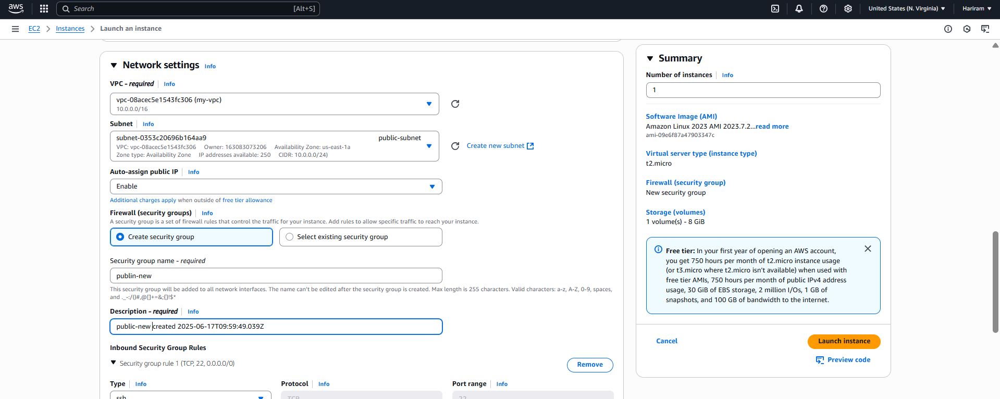 aws
Search [Alt+S]
United States (N. Virginia) Hariram
EC2 Instances Launch an instance
Network settings Info
VPC - required Info
vpc-08acec5e1543fc306 (my-vpc)
10.0.0.0/16
Subnet Info
subnet-0353c20696b164aa9 public-subnet
VPC: vpc-08acec5e1543fc306 Owner: 163083073206 Availability Zone: us-east-1a
Zone type: Availability Zone IP addresses available: 250 CIDR: 10.0.0.0/24)
Create new subnet
Auto-assign public IP Info
Enable
Additional charges apply when outside of free tier allowance
Firewall (security groups) Info
A security group is a set of firewall rules that control the traffic for your instance. Add rules to allow specific traffic to reach your instance.
Create security group Select existing security group
Security group name - required
publin-new
This security group will be added to all network interfaces. The name can't be edited after the security group is created. Max length is 255 characters. Valid characters: a-z, A-Z, 0-9, spaces,
and ._-:/()#,@[]+=&;{}!$*
Description - required Info
public-new created 2025-06-17T09:59:49.039Z
Inbound Security Group Rules
Security group rule 1 (TCP, 22, 0.0.0.0/0)
Remove
Type Info Protocol Info Port range Info
ssh TCP 22
Summary
Number of instances Info
1
Software Image (AMI)
Amazon Linux 2023 AMI 2023.7.2...read more
ami-09e6f87a47903347c
Virtual server type (instance type)
t2.micro
Firewall (security group)
New security group
Storage (volumes)
1 volume(s) - 8 GiB
Free tier: In your first year of opening an AWS account,
you get 750 hours per month of t2.micro instance usage
(or t3.micro where t2.micro isn't available) when used with
free tier AMIs, 750 hours per month of public IPv4 address
usage, 30 GiB of EBS storage, 2 million I/Os, 1 GB of
snapshots, and 100 GB of bandwidth to the internet.
Cancel Launch instance
Preview code